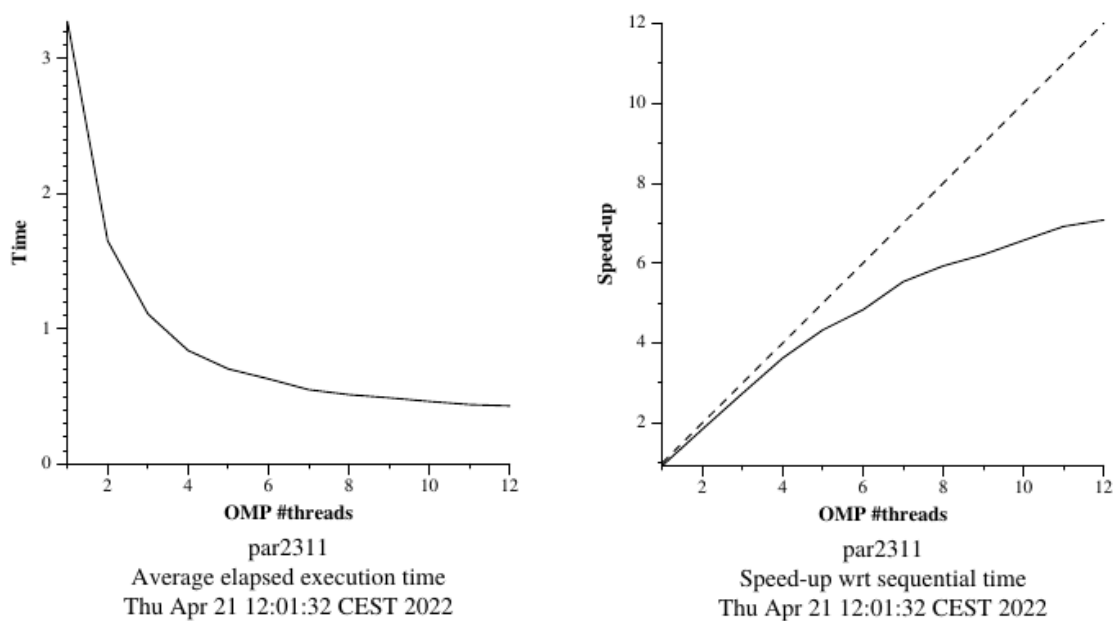 3
2
1
0
Time
2 4 6 8 10 12
OMP #threads
par2311
Average elapsed execution time
Thu Apr 21 12:01:32 CEST 2022
12
10
8
6
4
2
Speed-up
2 4 6 8 10 12
OMP #threads
par2311
Speed-up wrt sequential time
Thu Apr 21 12:01:32 CEST 2022